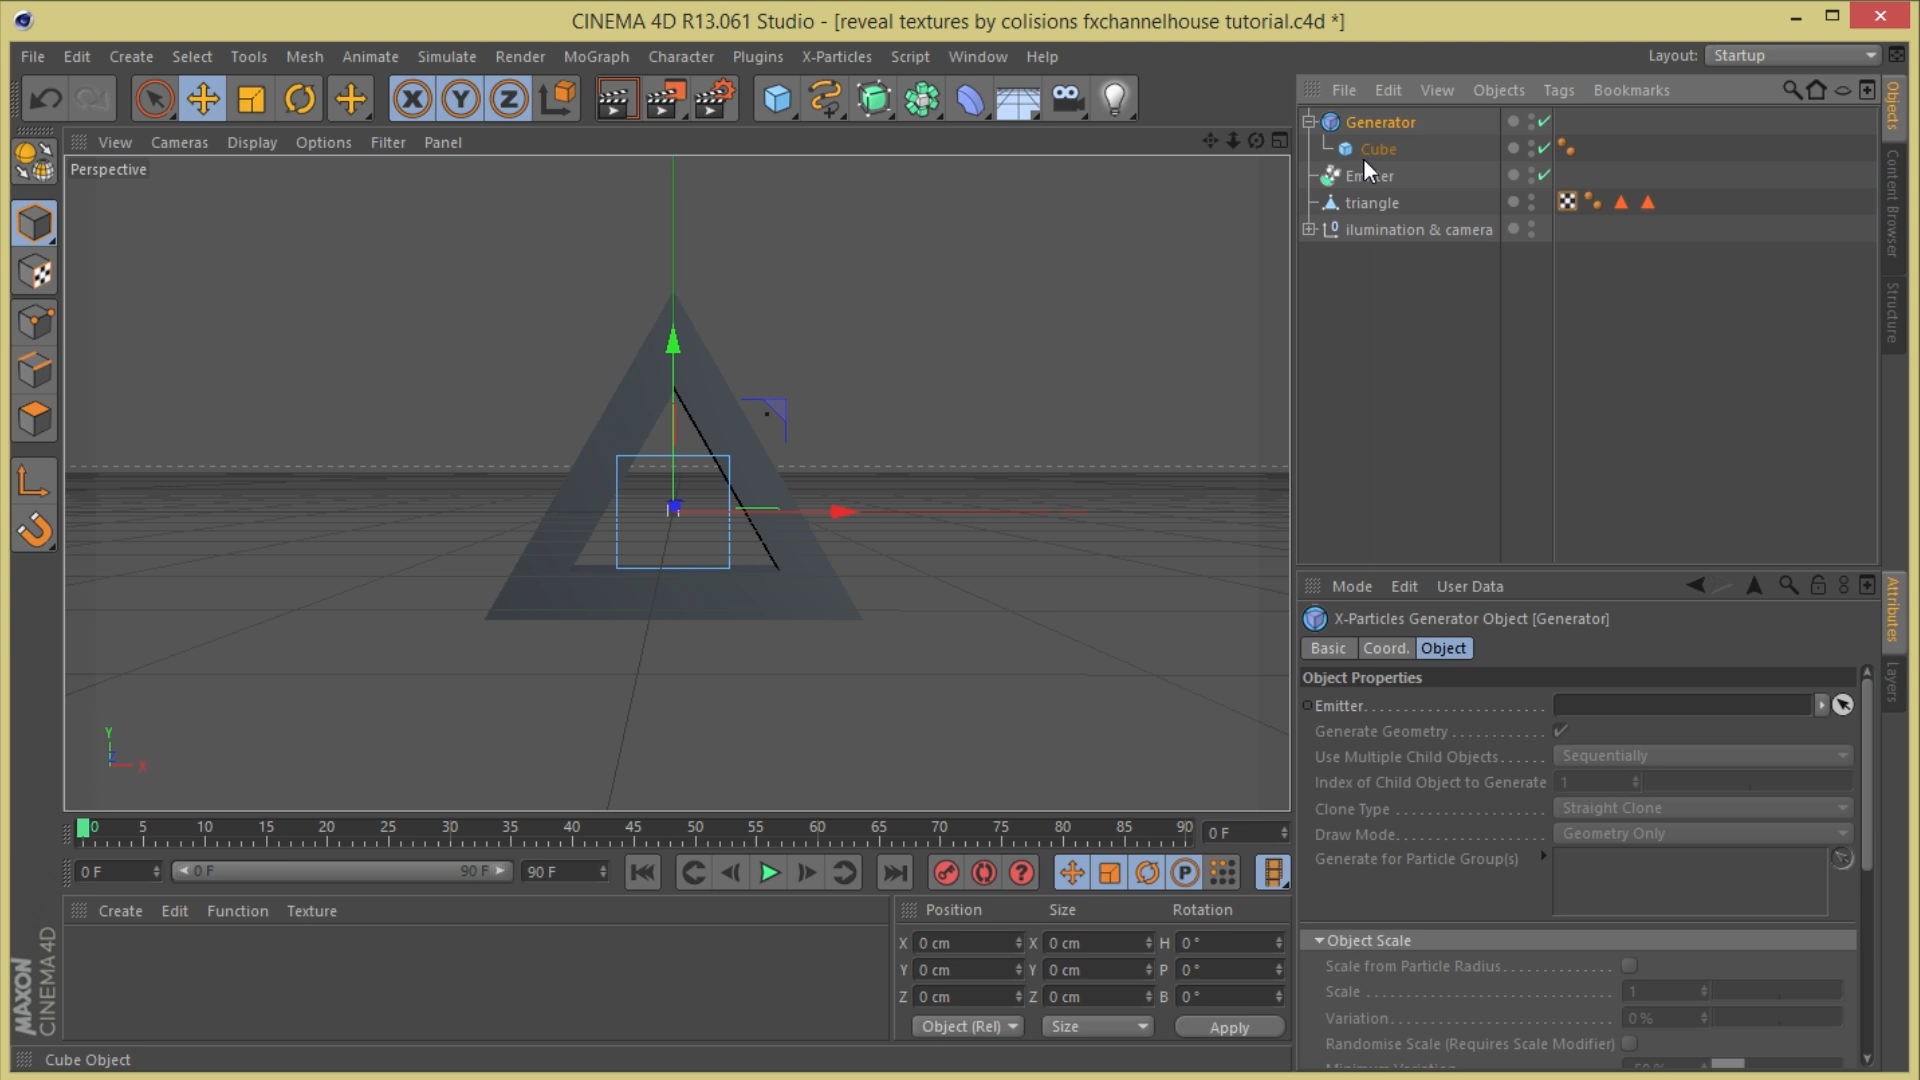 CINEMA 4D R13.061 Studio - [reveal textures by colisions fxchannelhouse tutorial.c4d *]
File Edit Create Select Tools Mesh Animate Simulate Render MoGraph Character Plugins X-Particles Script Window Help
Layout: Startup
X Y Z
File Edit View Objects Tags Bookmarks
View Cameras Display Options Filter Panel
Perspective
Generator
Cube
triangle
ilumination & camera
Objects
Content Browser
Structure
Y
X
Mode Edit User Data
X-Particles Generator Object [Generator]
Basic Coord. Object
Object Properties
Emitter
Generate Geometry
Use Multiple Child Objects Sequentially
Index of Child Object to Generate 1
Clone Type Straight Clone
Draw Mode Geometry Only
Generate for Particle Group(s)
Object Scale
Scale from Particle Radius
Scale 1
Variation 0 %
Randomise Scale (Requires Scale Modifier)
Attributes
Layers
0 5 10 15 20 25 30 35 40 45 50 55 60 65 70 75 80 85 90 0 F
0 F 0 F 90 F 90 F
P
Create Edit Function Texture
Position Size Rotation
X 0 cm X 0 cm H 0 °
Y 0 cm Y 0 cm P 0 °
Z 0 cm Z 0 cm B 0 °
Object (Rel) Size Apply
MAXON
CINEMA 4D
Cube Object